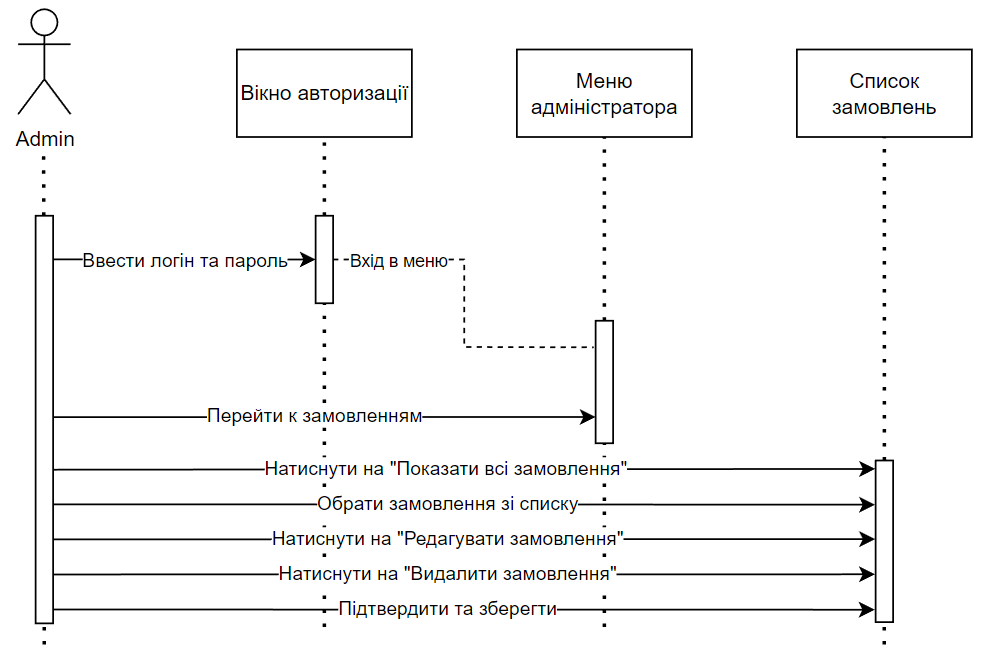 Admin
Вікно авторизації
Меню
адміністратора
Список
замовлень
Ввести логін та пароль
Вхід в меню
Перейти к замовленням
Натиснути на "Показати всі замовлення"
Обрати замовлення зі списку
Натиснути на "Редагувати замовлення"
Натиснути на "Видалити замовлення"
Підтвердити та зберегти